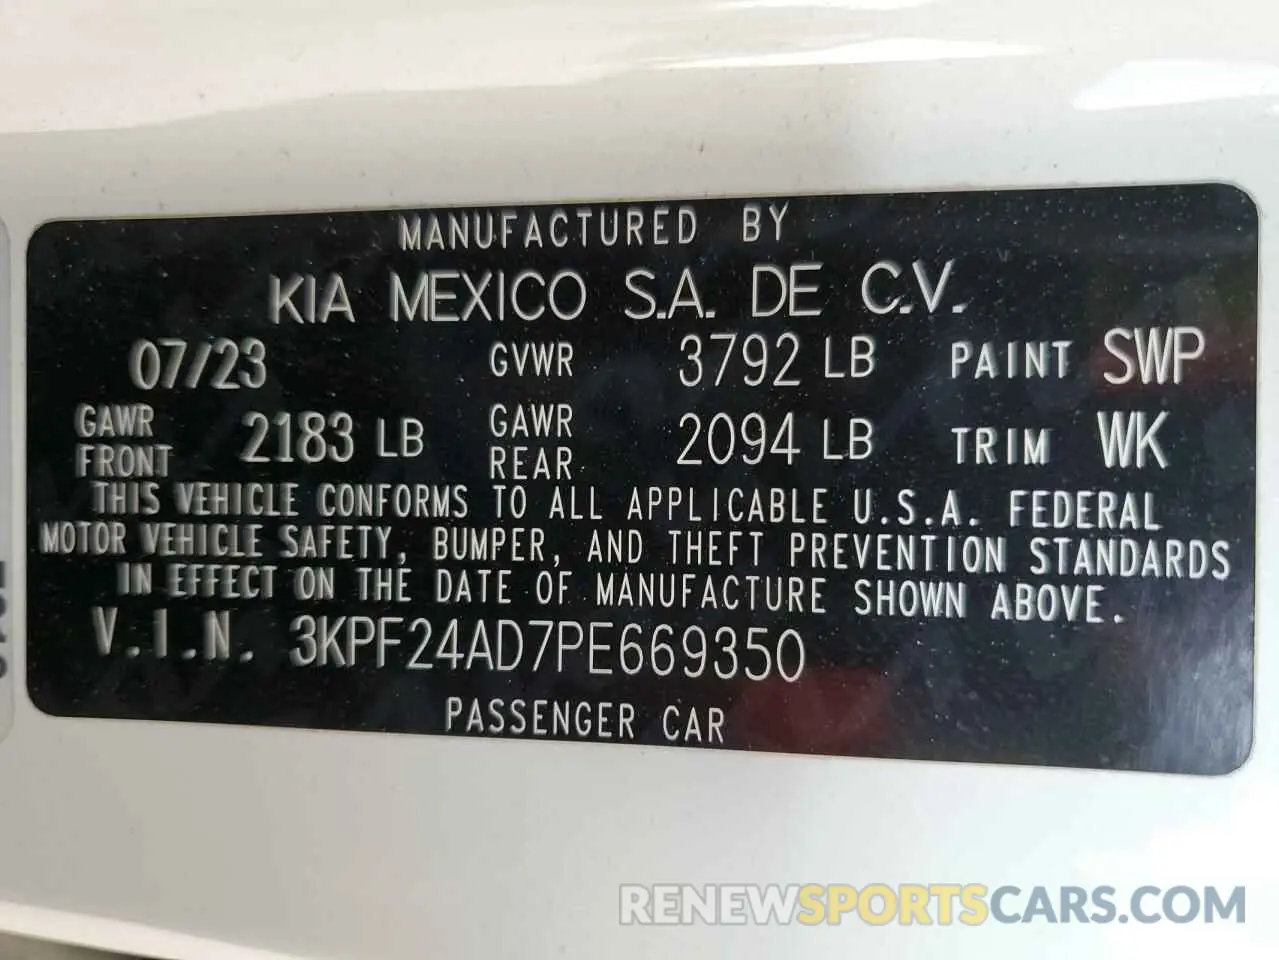 MANUFACTURED BY
KIA MEXICO S.A. DE C.V.
07/23 GVWR 3792 LB PAINT SWP
GAWR FRONT 2183 LB GAWR REAR 2094 LB TRIM WK
THIS VEHICLE CONFORMS TO ALL APPLICABLE U.S.A. FEDERAL
MOTOR VEHICLE SAFETY, BUMPER, AND THEFT PREVENTION STANDARDS
IN EFFECT ON THE DATE OF MANUFACTURE SHOWN ABOVE.
V.I.N. 3KPF24AD7PE669350
PASSENGER CAR
RENEWSPORTSCARS.COM